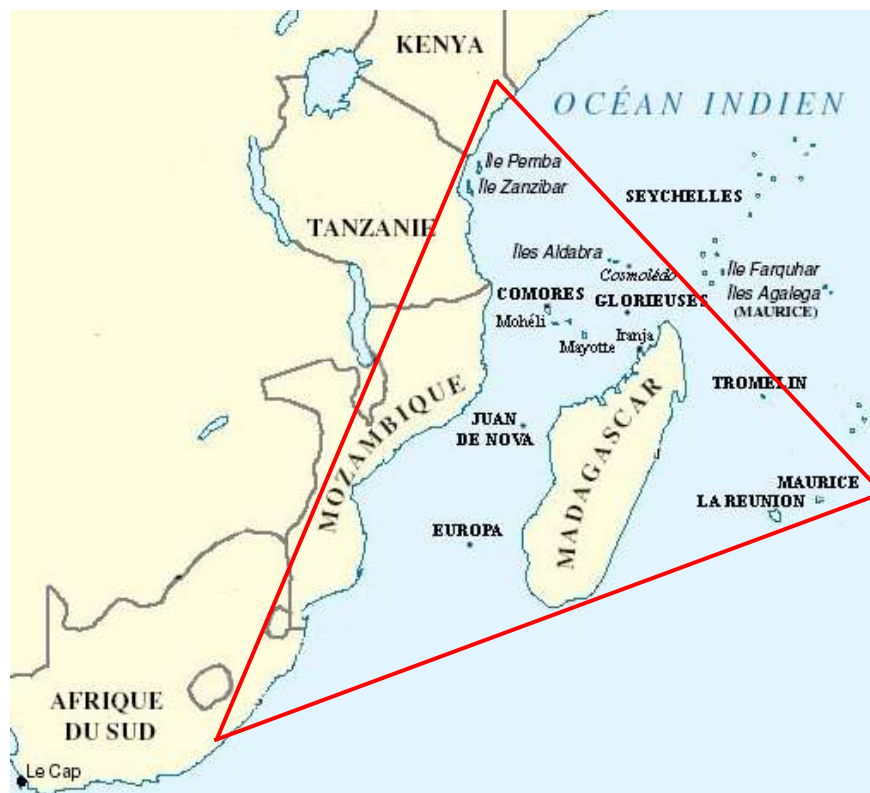 KENYA
OCÉAN INDIEN
Île Pemba
Île Zanzibar
SEYCHELLES
TANZANIE
Îles Aldabra
Cosmolédo
Île Farquhar
Îles Agalega
(MAURICE)
COMORES
GLORIEUSES
Mohéli
Iranja
Mayotte
TROMELIN
MOZAMBIQUE
JUAN
DE NOVA
MADAGASCAR
MAURICE
LA REUNION
EUROPA
AFRIQUE
DU SUD
Le Cap